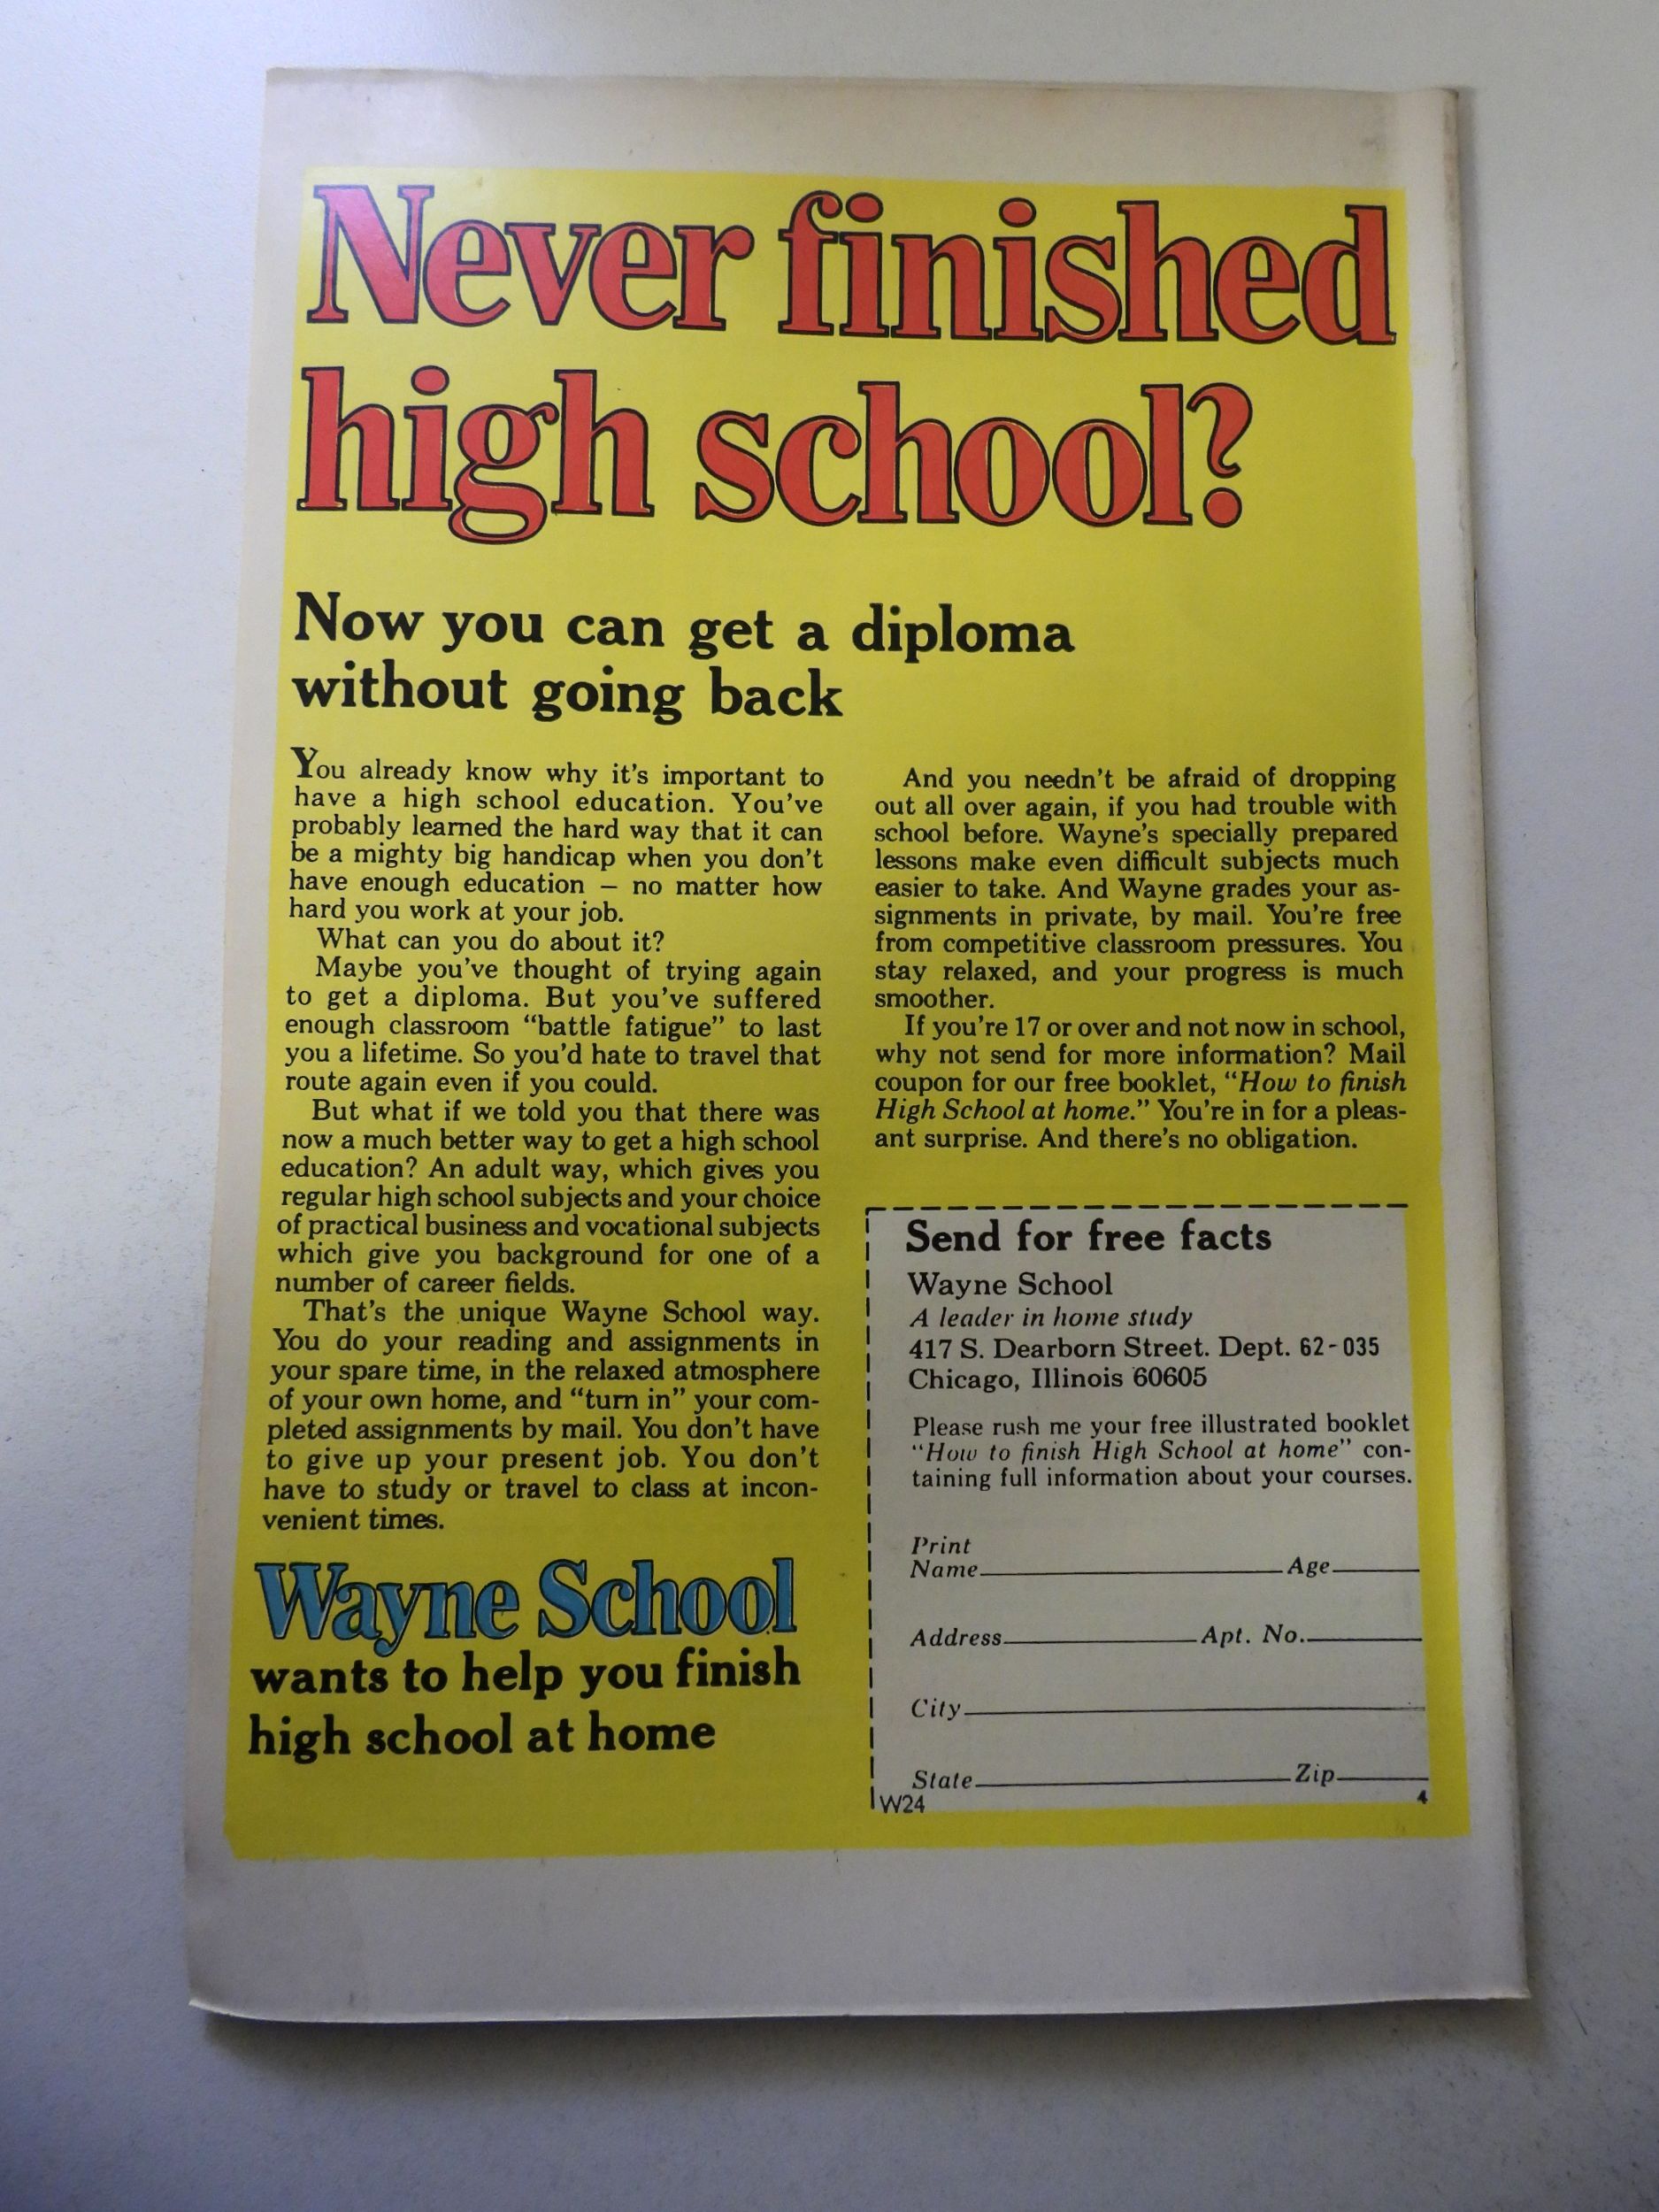 Never finished
high school?
Now you can get a diploma
without going back
You already know why it's important to
have a high school education. You've
probably learned the hard way that it can
be a mighty big handicap when you don't
have enough education – no matter how
hard you work at your job.
What can you do about it?
Maybe you've thought of trying again
to get a diploma. But you've suffered
enough classroom “battle fatigue” to last
you a lifetime. So you'd hate to travel that
route again even if you could.
But what if we told you that there was
now a much better way to get a high school
education? An adult way, which gives you
regular high school subjects and your choice
of practical business and vocational subjects
which give you background for one of a
number of career fields.
That's the unique Wayne School way.
You do your reading and assignments in
your spare time, in the relaxed atmosphere
of your own home, and “turn in” your com-
pleted assignments by mail. You don't have
to give up your present job. You don't
have to study or travel to class at incon-
venient times.
Wayne School
wants to help you finish
high school at home
And you needn't be afraid of dropping
out all over again, if you had trouble with
school before. Wayne's specially prepared
lessons make even difficult subjects much
easier to take. And Wayne grades your as-
signments in private, by mail. You're free
from competitive classroom pressures. You
stay relaxed, and your progress is much
smoother.
If you're 17 or over and not now in school,
why not send for more information? Mail
coupon for our free booklet, “How to finish
High School at home.” You're in for a pleas-
ant surprise. And there's no obligation.
Send for free facts
Wayne School
A leader in home study
417 S. Dearborn Street. Dept. 62-035
Chicago, Illinois 60605
Please rush me your free illustrated booklet
“How to finish High School at home” con-
taining full information about your courses.
Print
Name Age
Address Apt. No.
City
State Zip
W24 4